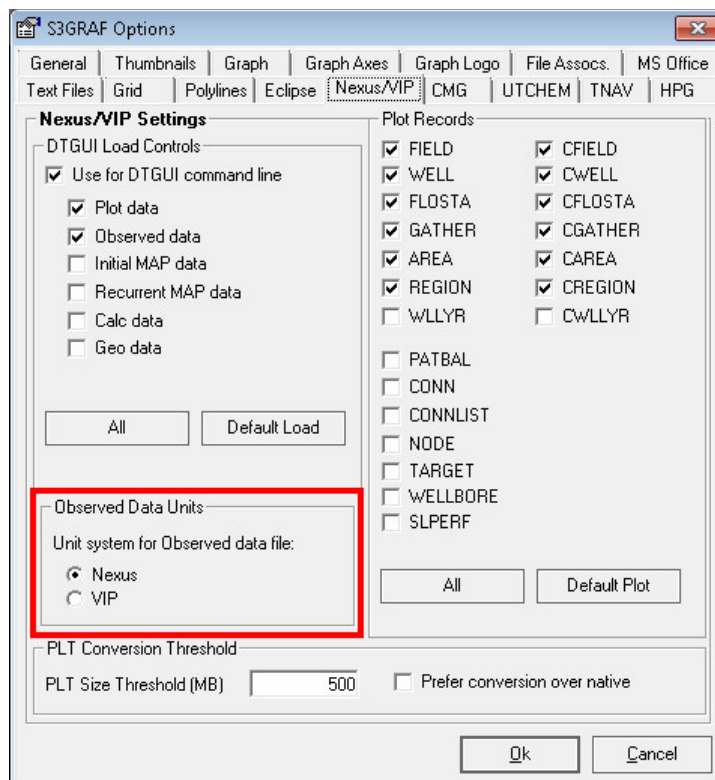 S3GRAF Options
General
Thumbnails
Graph
Graph Axes
Graph Logo
File Assocs.
MS Office
Text Files
Grid
Polylines
Eclipse
Nexus/VIP
CMG
UTCHEM
TNAV
HPG
Nexus/VIP Settings
DTGUI Load Controls
Use for DTGUI command line
Plot data
Observed data
Initial MAP data
Recurrent MAP data
Calc data
Geo data
All
Default Load
Observed Data Units
Unit system for Observed data file:
Nexus
VIP
Plot Records
FIELD
CFIELD
WELL
CWELL
FLOSTA
CFLOSTA
GATHER
CGATHER
AREA
CAREA
REGION
CREGION
WLLYR
CWLLYR
PATBAL
CONN
CONNLIST
NODE
TARGET
WELLBORE
SLPERF
All
Default Plot
PLT Conversion Threshold
PLT Size Threshold (MB)
500
Prefer conversion over native
Ok
Cancel